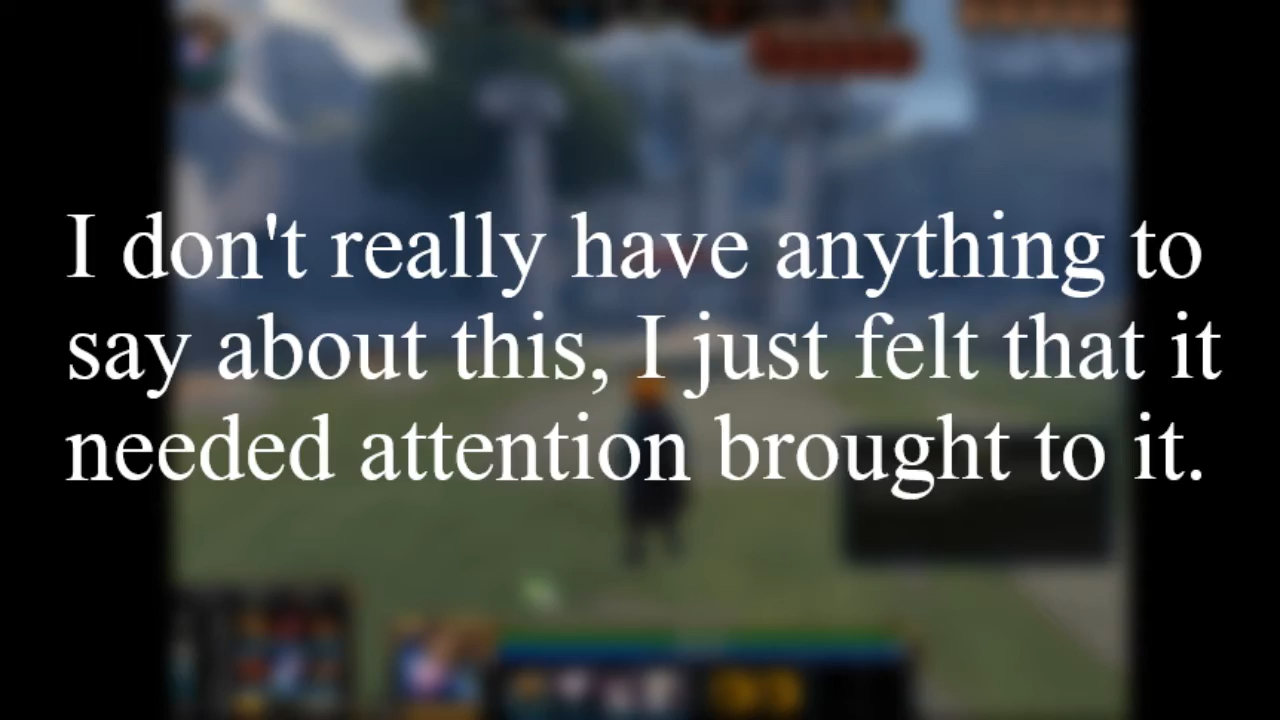 I don't really have anything to
say about this, I just felt that it
needed attention brought to it.